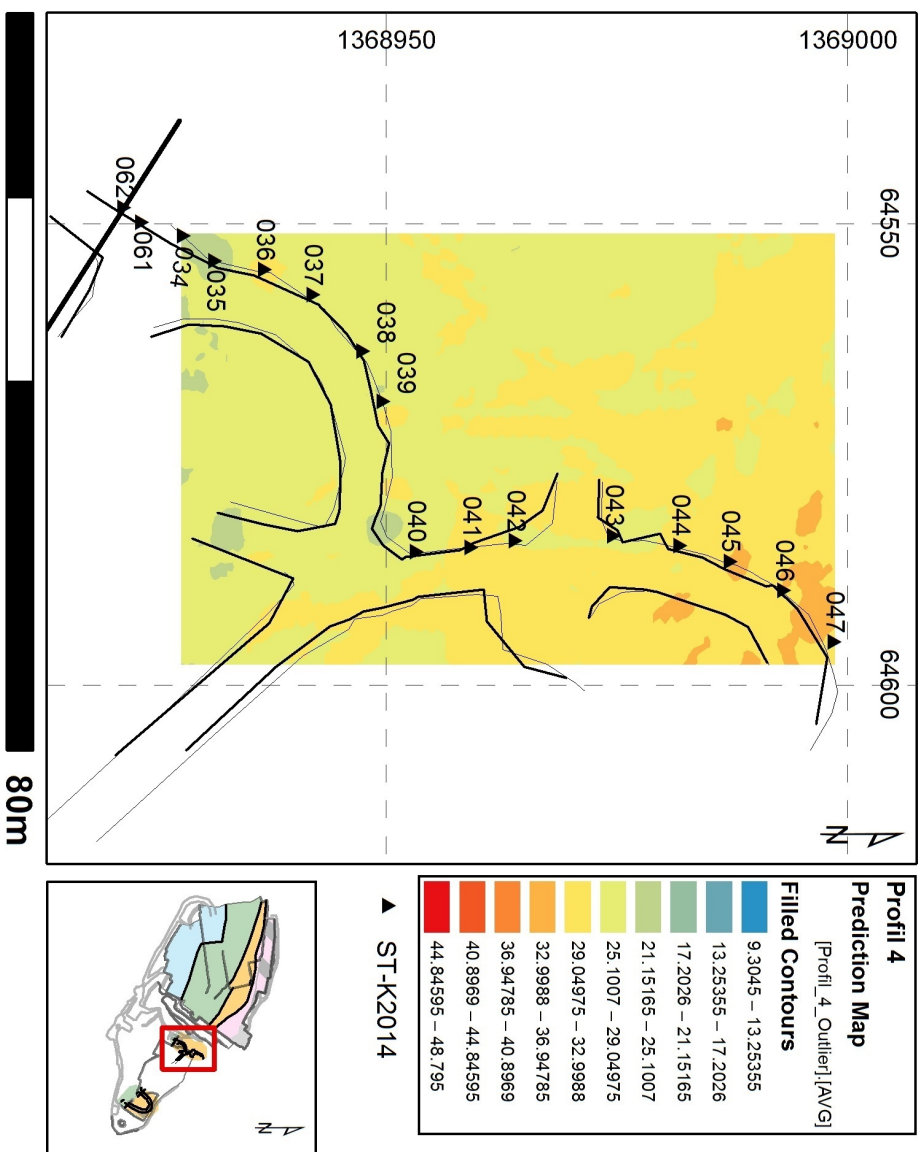 1368950
1369000
64550
64600
062
061
034
035
036
037
038
039
040
041
042
043
044
045
046
047
N
80m
Profil 4
Prediction Map
[Profil_4_Outlier].[AVG]
Filled Contours
9.3045 – 13.25355
13.25355 – 17.2026
17.2026 – 21.15165
21.15165 – 25.1007
25.1007 – 29.04975
29.04975 – 32.9988
32.9988 – 36.94785
36.94785 – 40.8969
40.8969 – 44.84595
44.84595 – 48.795
ST-K2014
N